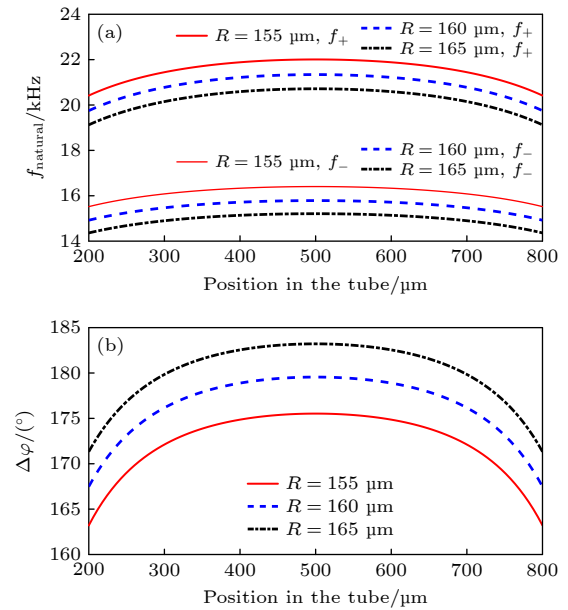 (a)
R = 155 µm, f₊
R = 160 µm, f₊
R = 165 µm, f₊
R = 155 µm, f₋
R = 160 µm, f₋
R = 165 µm, f₋
f_natural/kHz
24
22
20
18
16
14
200 300 400 500 600 700 800
Position in the tube/µm
(b)
Δφ/(°)
185
180
175
170
165
160
R = 155 µm
R = 160 µm
R = 165 µm
200 300 400 500 600 700 800
Position in the tube/µm